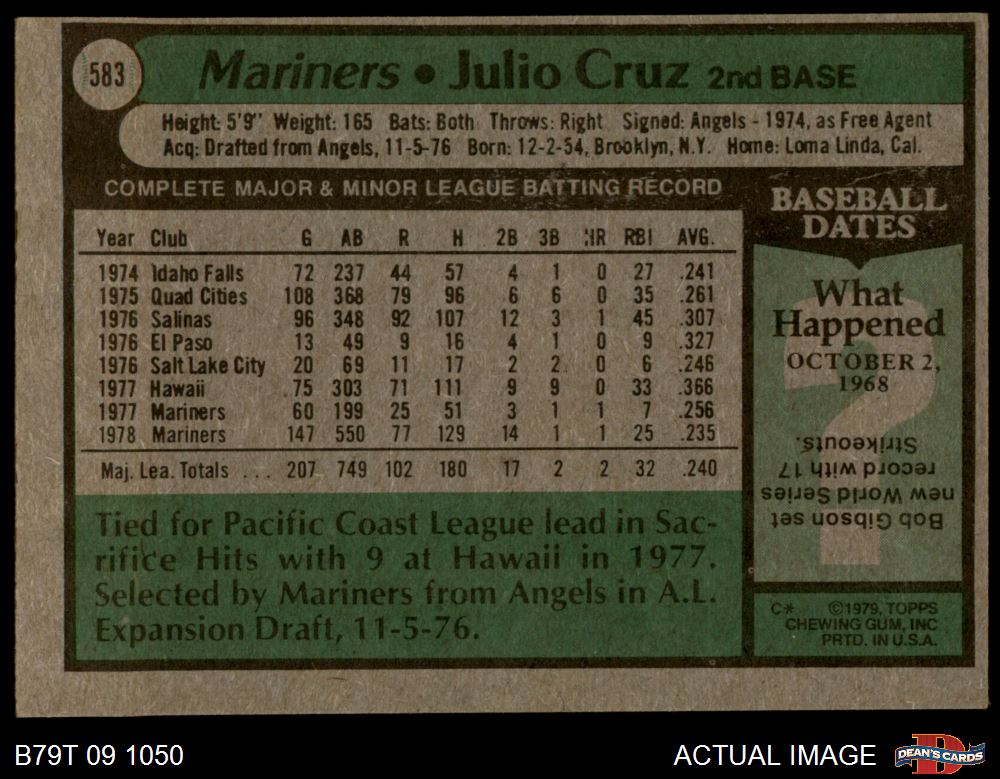 583
Mariners • Julio Cruz 2nd BASE
Height: 5'9" Weight: 165 Bats: Both Throws: Right Signed: Angels - 1974, as Free Agent
Acq: Drafted from Angels, 11-5-76 Born: 12-2-54, Brooklyn, N.Y. Home: Loma Linda, Cal.
COMPLETE MAJOR & MINOR LEAGUE BATTING RECORD
Year Club G AB R H 2B 3B HR RBI AVG.
1974 Idaho Falls 72 237 44 57 4 1 0 27 .241
1975 Quad Cities 108 368 79 96 6 6 0 35 .261
1976 Salinas 96 348 92 107 12 3 1 45 .307
1976 El Paso 13 49 9 16 4 1 0 9 .327
1976 Salt Lake City 20 69 11 17 2 2 0 6 .246
1977 Hawaii 75 303 71 111 9 9 0 33 .366
1977 Mariners 60 199 25 51 3 1 1 7 .256
1978 Mariners 147 550 77 129 14 1 1 25 .235
Maj. Lea. Totals ... 207 749 102 180 17 2 2 32 .240
Tied for Pacific Coast League lead in Sac-
rifice Hits with 9 at Hawaii in 1977.
Selected by Mariners from Angels in A.L.
Expansion Draft, 11-5-76.
BASEBALL
DATES
What
Happened
OCTOBER 2,
1968
?
Bob Gibson set
new World Series
record with 17
Strikeouts.
C* ©1979, TOPPS
CHEWING GUM, INC
PRTD. IN U.S.A.
B79T 09 1050
ACTUAL IMAGE
DEAN'S CARDS